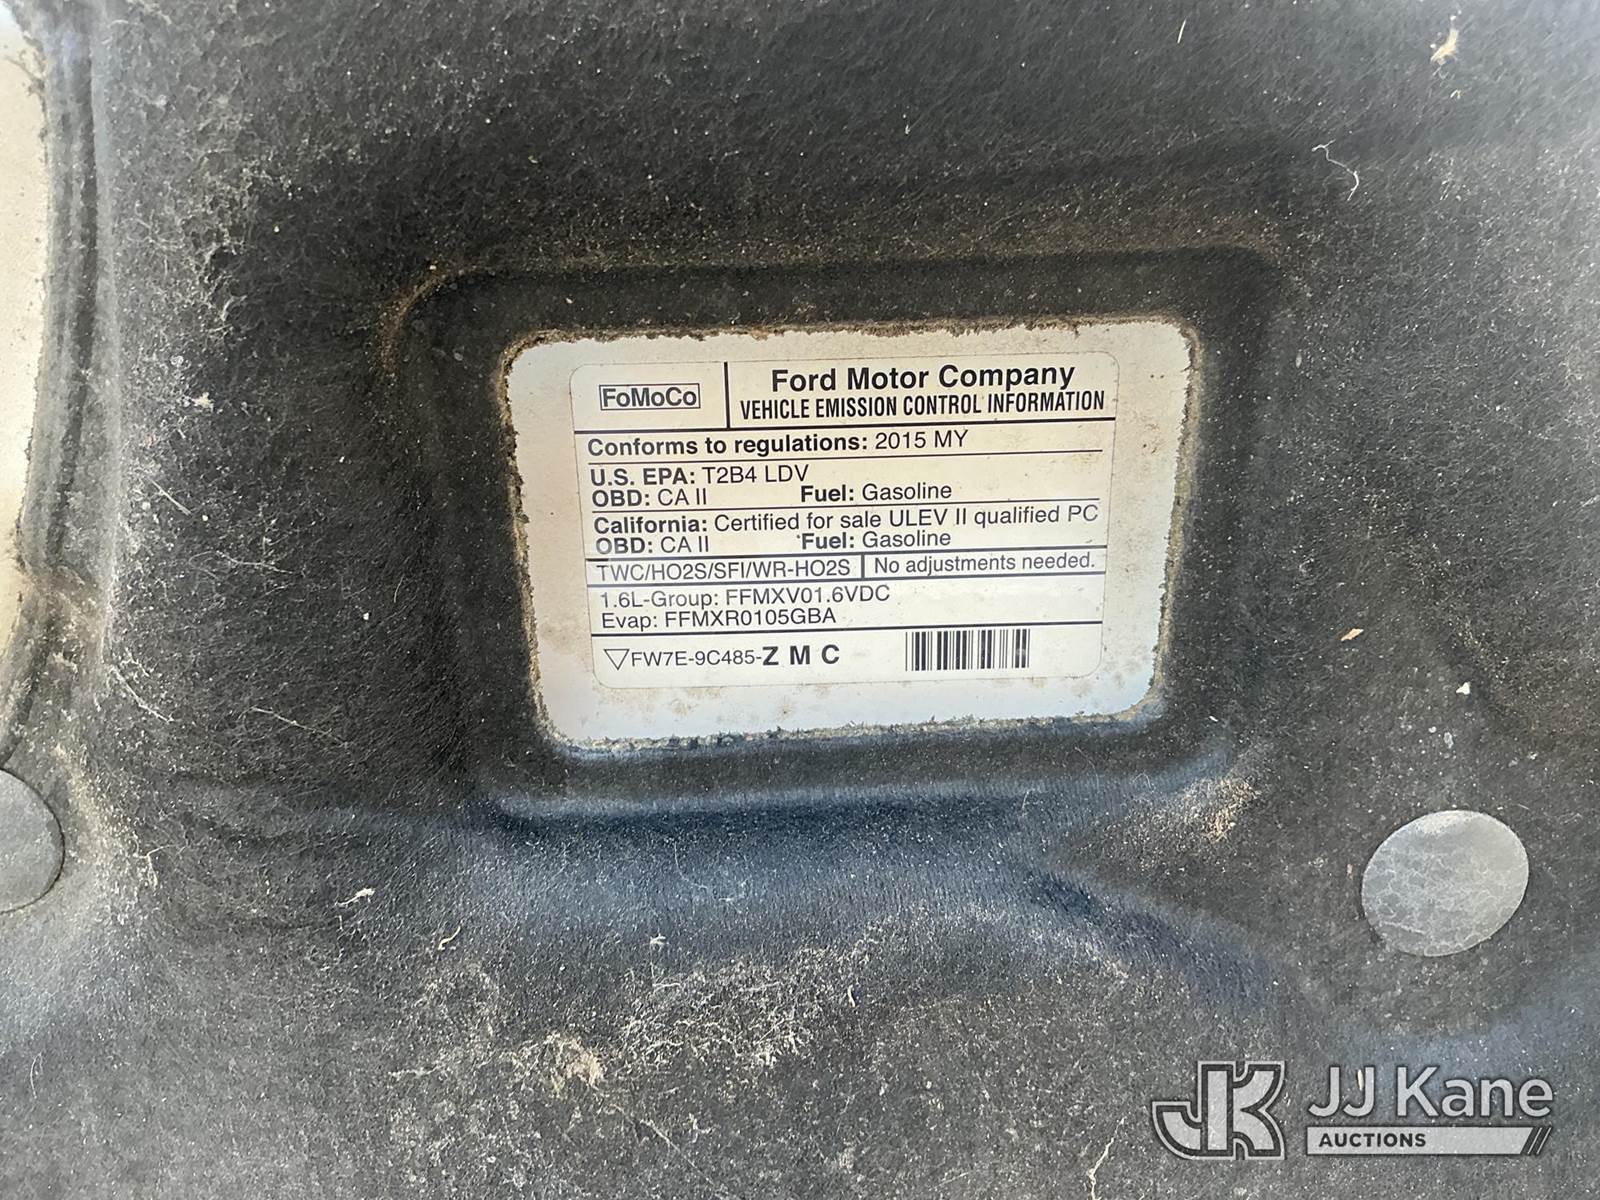 FoMoCo
Ford Motor Company
VEHICLE EMISSION CONTROL INFORMATION
Conforms to regulations: 2015 MY
U.S. EPA: T2B4 LDV
OBD: CA II Fuel: Gasoline
California: Certified for sale ULEV II qualified PC
OBD: CA II Fuel: Gasoline
TWC/HO2S/SFI/WR-HO2S No adjustments needed.
1.6L-Group: FFMXV01.6VDC
Evap: FFMXR0105GBA
FW7E-9C485-Z M C
JK JJ Kane
AUCTIONS